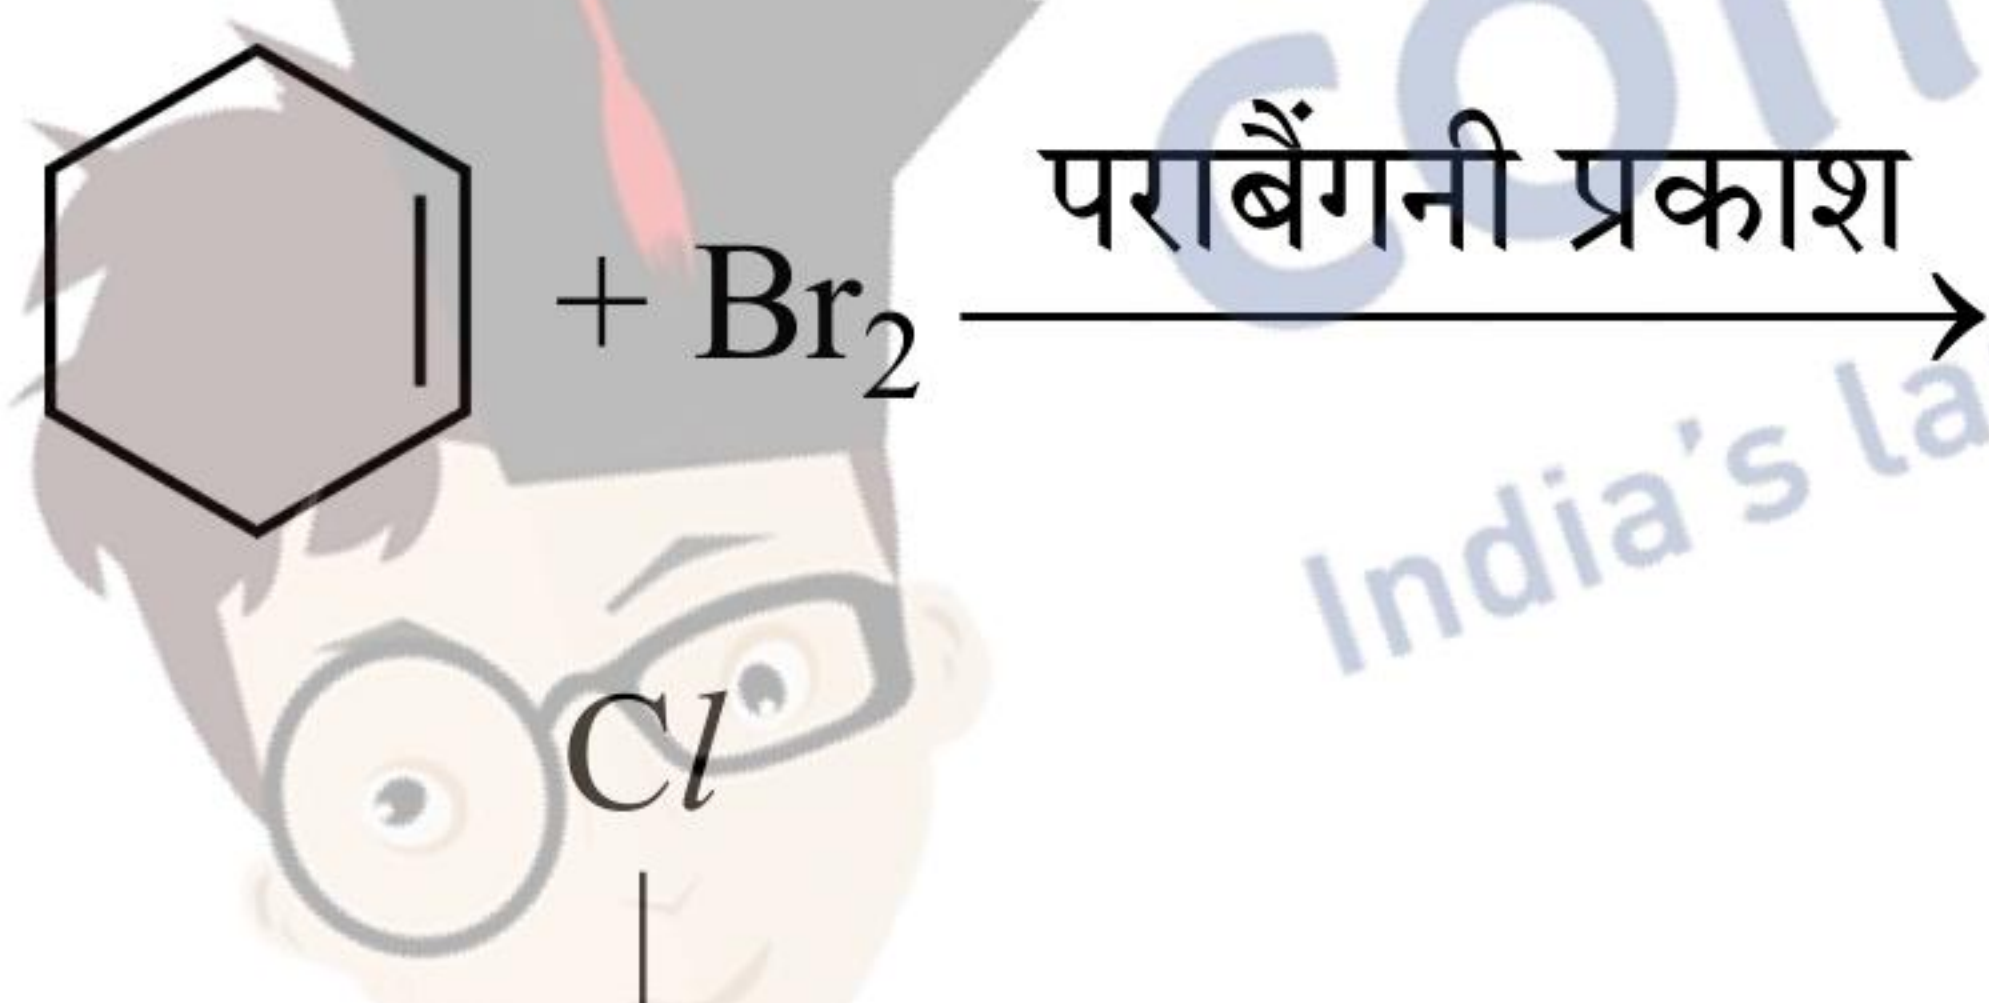 पराबैंगनी प्रकाश
+ Br₂
India's la
Cl